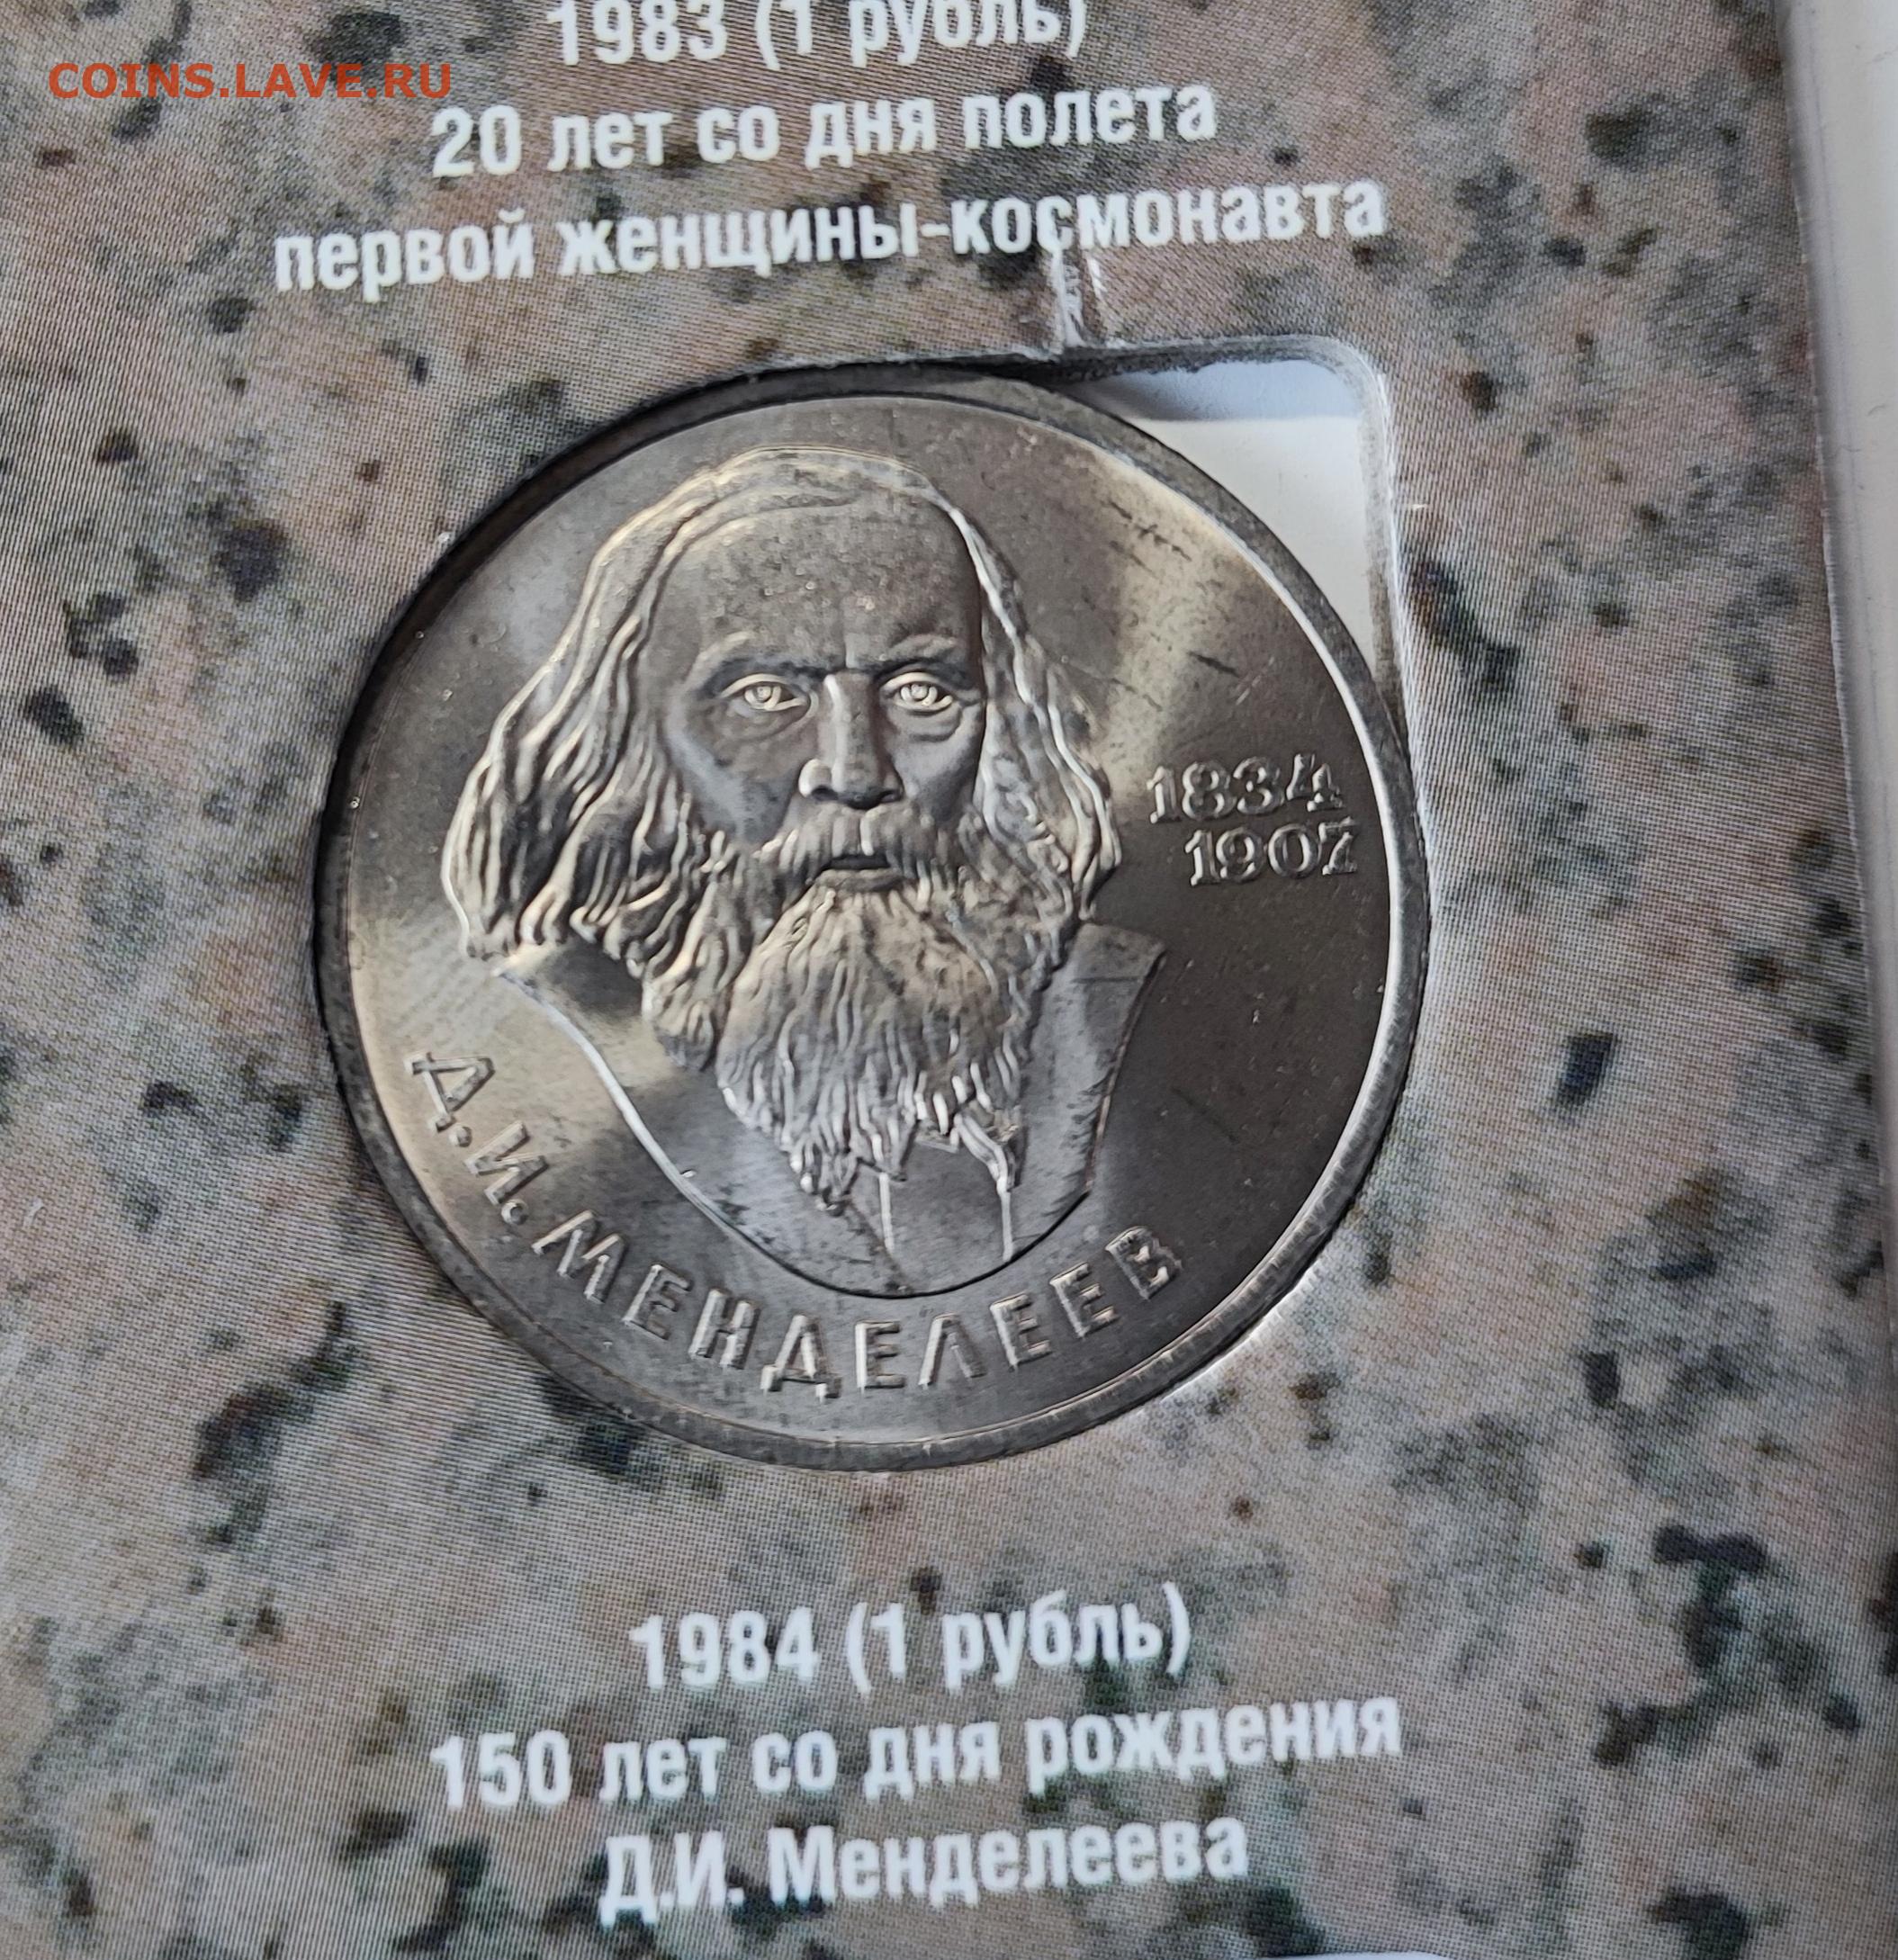 COINS.LAVE.RU
1983 (1 рубль)
20 лет со дня полета
первой женщины-космонавта
1834
1907
Д.И.МЕНДЕЛЕЕВ
1984 (1 рубль)
150 лет со дня рождения
Д.И. Менделеева